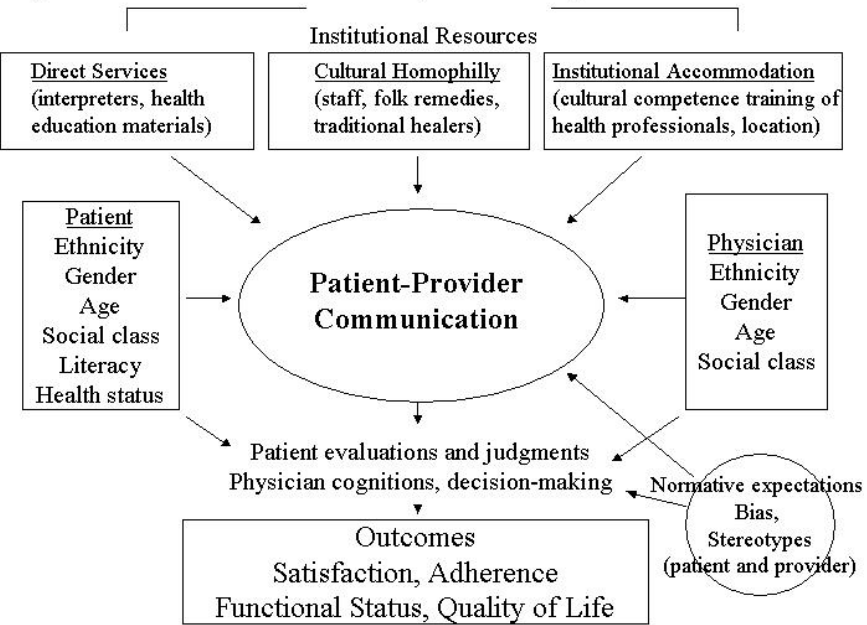 Institutional Resources
Direct Services
(interpreters, health
education materials)
Cultural Homophilly
(staff, folk remedies,
traditional healers)
Institutional Accommodation
(cultural competence training of
health professionals, location)
Patient
Ethnicity
Gender
Age
Social class
Literacy
Health status
Patient-Provider
Communication
Physician
Ethnicity
Gender
Age
Social class
Patient evaluations and judgments
Physician cognitions, decision-making
Normative expectations
Bias,
Stereotypes
(patient and provider)
Outcomes
Satisfaction, Adherence
Functional Status, Quality of Life